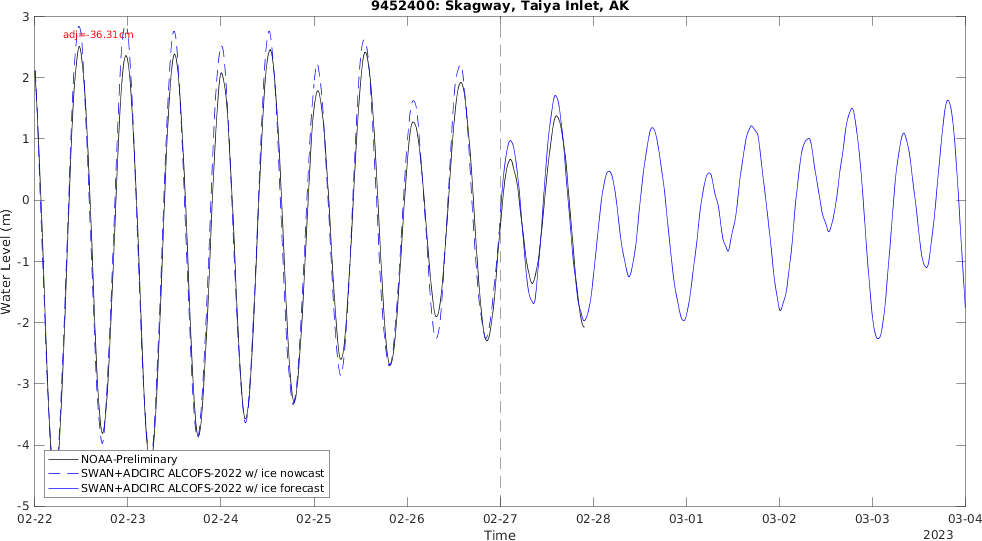 9452400: Skagway, Taiya Inlet, AK
adj=-36.31cm
3
2
1
0
-1
-2
-3
-4
-5
Water Level (m)
NOAA-Preliminary
SWAN+ADCIRC ALCOFS-2022 w/ ice nowcast
SWAN+ADCIRC ALCOFS-2022 w/ ice forecast
02-22 02-23 02-24 02-25 02-26 02-27 02-28 03-01 03-02 03-03 03-04
Time
2023